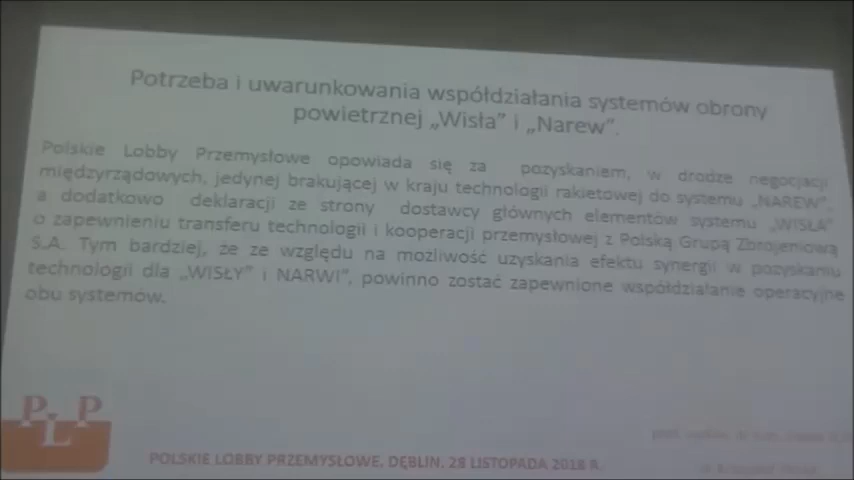 Potrzeba i uwarunkowania współdziałania systemów obrony
powietrznej „Wisła” i „Narew”.
Polskie Lobby Przemysłowe opowiada się za pozyskaniem, w drodze negocjacji
międzyrządowych, jedynej brakującej w kraju technologii rakietowej do systemu „NAREW”,
a dodatkowo deklaracji ze strony dostawcy głównych elementów systemu „WISŁA”
o zapewnieniu transferu technologii i kooperacji przemysłowej z Polską Grupą Zbrojeniową
S.A. Tym bardziej, że ze względu na możliwość uzyskania efektu synergii w pozyskaniu
technologii dla „WISŁY” i NARWI”, powinno zostać zapewnione współdziałanie operacyjne
obu systemów.
PLP
POLSKIE LOBBY PRZEMYSŁOWE, DĘBLIN, 28 LISTOPADA 2018 R.